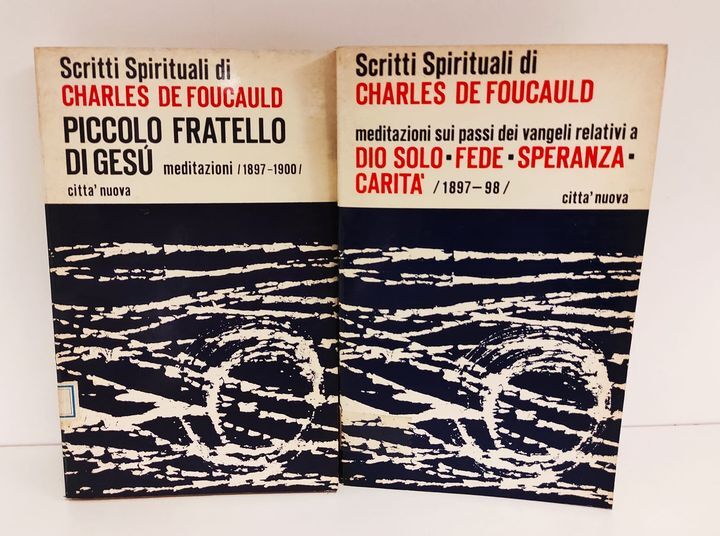 Scritti Spirituali di
CHARLES DE FOUCAULD
PICCOLO FRATELLO
DI GESÚ meditazioni / 1897-1900 /
citta' nuova
Scritti Spirituali di
CHARLES DE FOUCAULD
meditazioni sui passi dei vangeli relativi a
DIO SOLO · FEDE · SPERANZA ·
CARITA' / 1897-98 /
citta' nuova